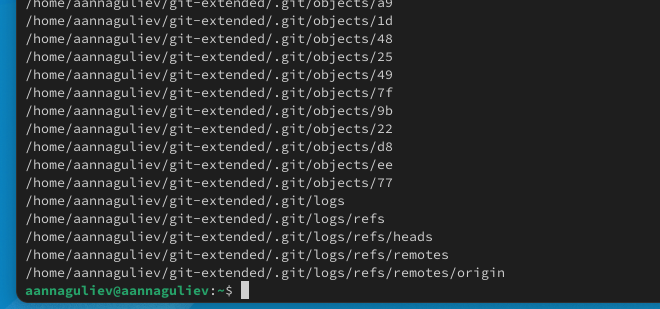 /home/aannaguliev/git-extended/.git/objects/a9
/home/aannaguliev/git-extended/.git/objects/1d
/home/aannaguliev/git-extended/.git/objects/48
/home/aannaguliev/git-extended/.git/objects/25
/home/aannaguliev/git-extended/.git/objects/49
/home/aannaguliev/git-extended/.git/objects/7f
/home/aannaguliev/git-extended/.git/objects/9b
/home/aannaguliev/git-extended/.git/objects/22
/home/aannaguliev/git-extended/.git/objects/d8
/home/aannaguliev/git-extended/.git/objects/ee
/home/aannaguliev/git-extended/.git/objects/77
/home/aannaguliev/git-extended/.git/logs
/home/aannaguliev/git-extended/.git/logs/refs
/home/aannaguliev/git-extended/.git/logs/refs/heads
/home/aannaguliev/git-extended/.git/logs/refs/remotes
/home/aannaguliev/git-extended/.git/logs/refs/remotes/origin
aannaguliev@aannaguliev:~$